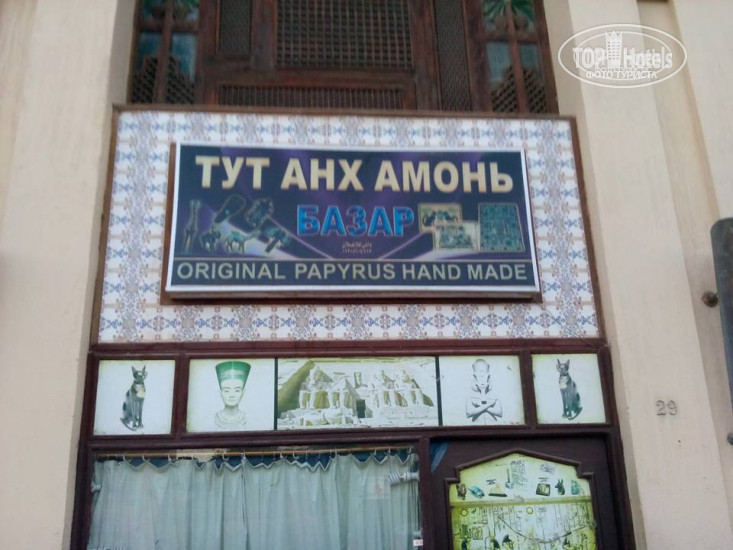 TOP Hotels
ФОТО ТУРИСТА
ТУТ АНХ АМОНЬ
БАЗАР
ORIGINAL PAPYRUS HAND MADE
29